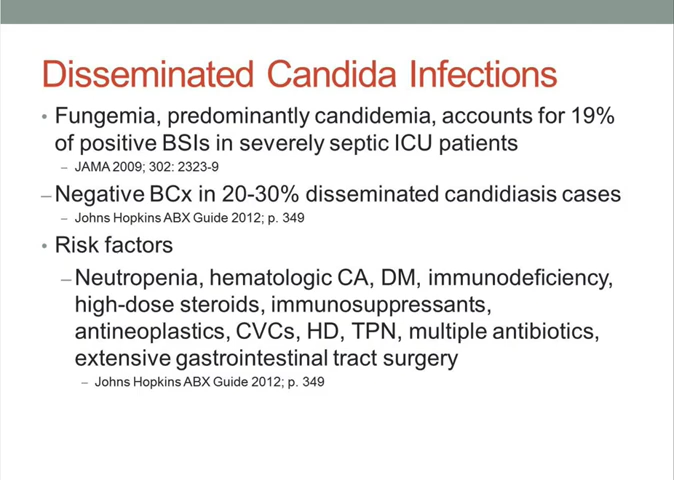 Disseminated Candida Infections
• Fungemia, predominantly candidemia, accounts for 19%
of positive BSIs in severely septic ICU patients
– JAMA 2009; 302: 2323-9
– Negative BCx in 20-30% disseminated candidiasis cases
– Johns Hopkins ABX Guide 2012; p. 349
• Risk factors
– Neutropenia, hematologic CA, DM, immunodeficiency,
high-dose steroids, immunosuppressants,
antineoplastics, CVCs, HD, TPN, multiple antibiotics,
extensive gastrointestinal tract surgery
– Johns Hopkins ABX Guide 2012; p. 349